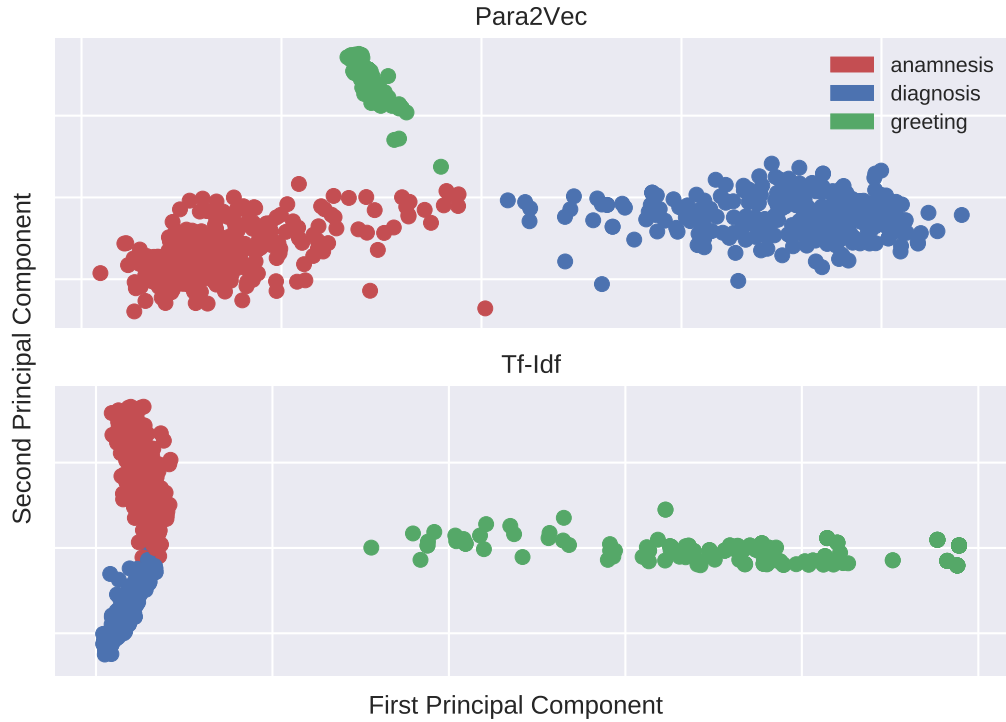 Para2Vec
anamnesis
diagnosis
greeting
Second Principal Component
Tf-Idf
First Principal Component